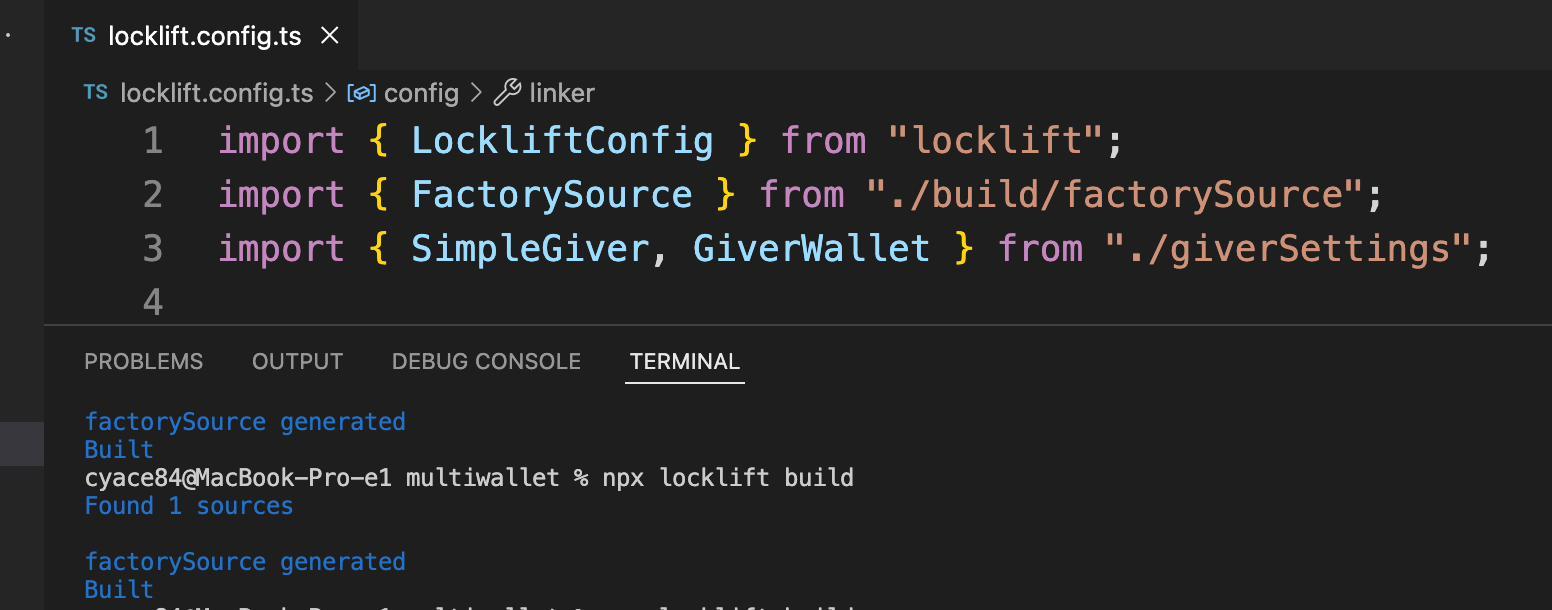 TS locklift.config.ts
TS locklift.config.ts > config > linker
1 import { LockliftConfig } from "locklift";
2 import { FactorySource } from "./build/factorySource";
3 import { SimpleGiver, GiverWallet } from "./giverSettings";
4
PROBLEMS OUTPUT DEBUG CONSOLE TERMINAL
factorySource generated
Built
cyace84@MacBook-Pro-e1 multiwallet % npx locklift build
Found 1 sources
factorySource generated
Built